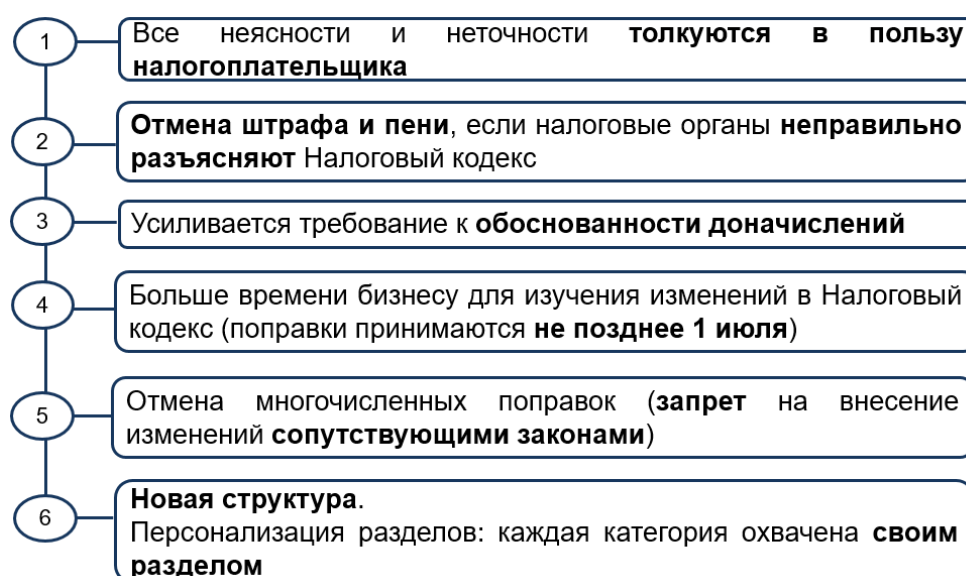 1
Все неясности и неточности толкуются в пользу
налогоплательщика
2
Отмена штрафа и пени, если налоговые органы неправильно
разъясняют Налоговый кодекс
3
Усиливается требование к обоснованности доначислений
4
Больше времени бизнесу для изучения изменений в Налоговый
кодекс (поправки принимаются не позднее 1 июля)
5
Отмена многочисленных поправок (запрет на внесение
изменений сопутствующими законами)
6
Новая структура.
Персонализация разделов: каждая категория охвачена своим
разделом